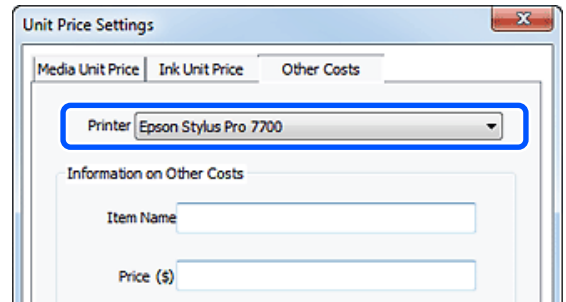 Unit Price Settings
Media Unit Price Ink Unit Price Other Costs
Printer Epson Stylus Pro 7700
Information on Other Costs
Item Name
Price ($)